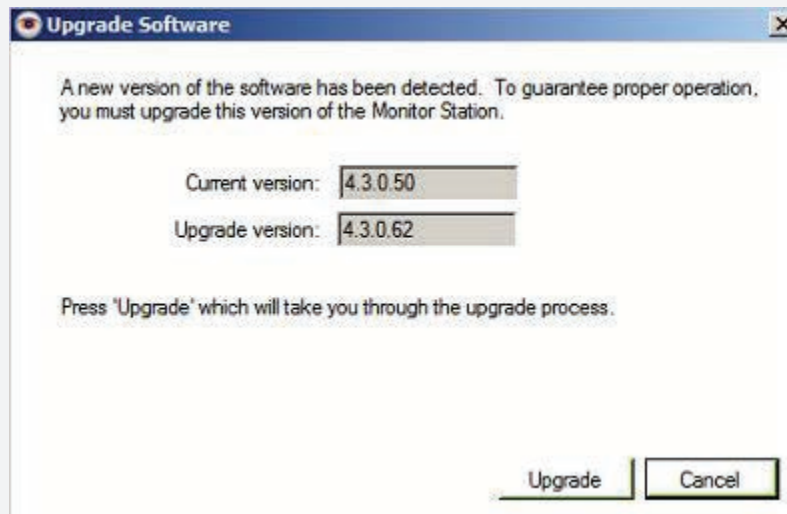 Upgrade Software
A new version of the software has been detected. To guarantee proper operation,
you must upgrade this version of the Monitor Station.
Current version: 4.3.0.50
Upgrade version: 4.3.0.62
Press 'Upgrade' which will take you through the upgrade process.
Upgrade Cancel